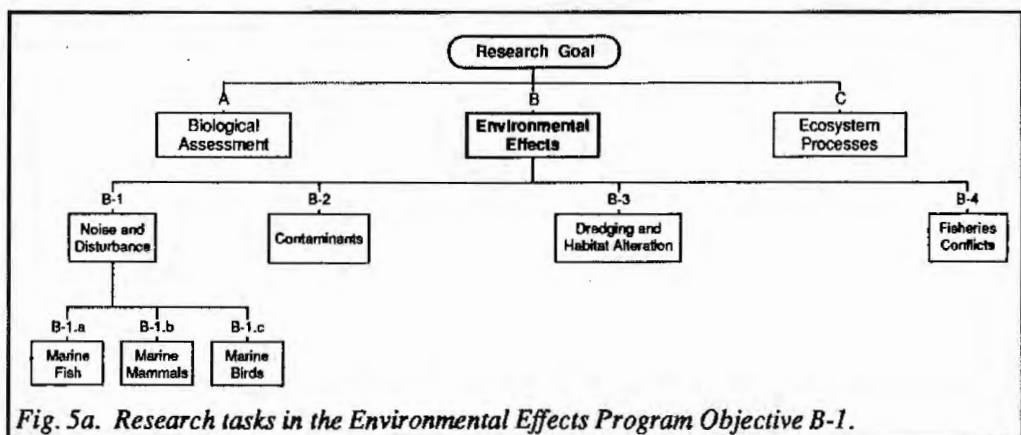 Research Goal
A
B
C
Biological
Assessment
Environmental
Effects
Ecosystem
Processes
B-1
B-2
B-3
B-4
Noise and
Disturbance
Contaminants
Dredging and
Habitat Alteration
Fisheries
Conflicts
B-1.a
B-1.b
B-1.c
Marine
Fish
Marine
Mammals
Marine
Birds
Fig. 5a. Research tasks in the Environmental Effects Program Objective B-1.